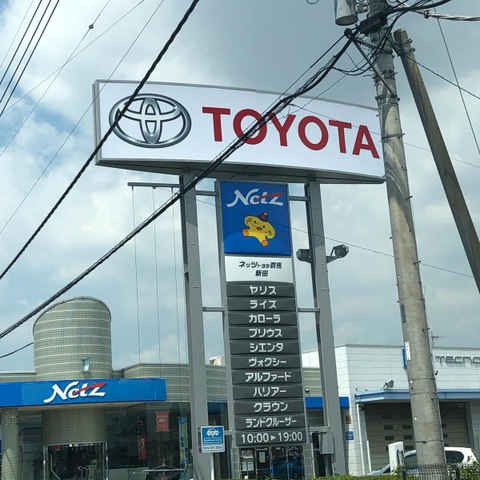 TOYOTA
Netz
ネッツトヨタ群馬
新田
ヤリス
ライズ
カローラ
プリウス
シエンタ
ヴォクシー
アルファード
ハリアー
クラウン
ランドクルーザー
10:00▶19:00
Netz
TECNO